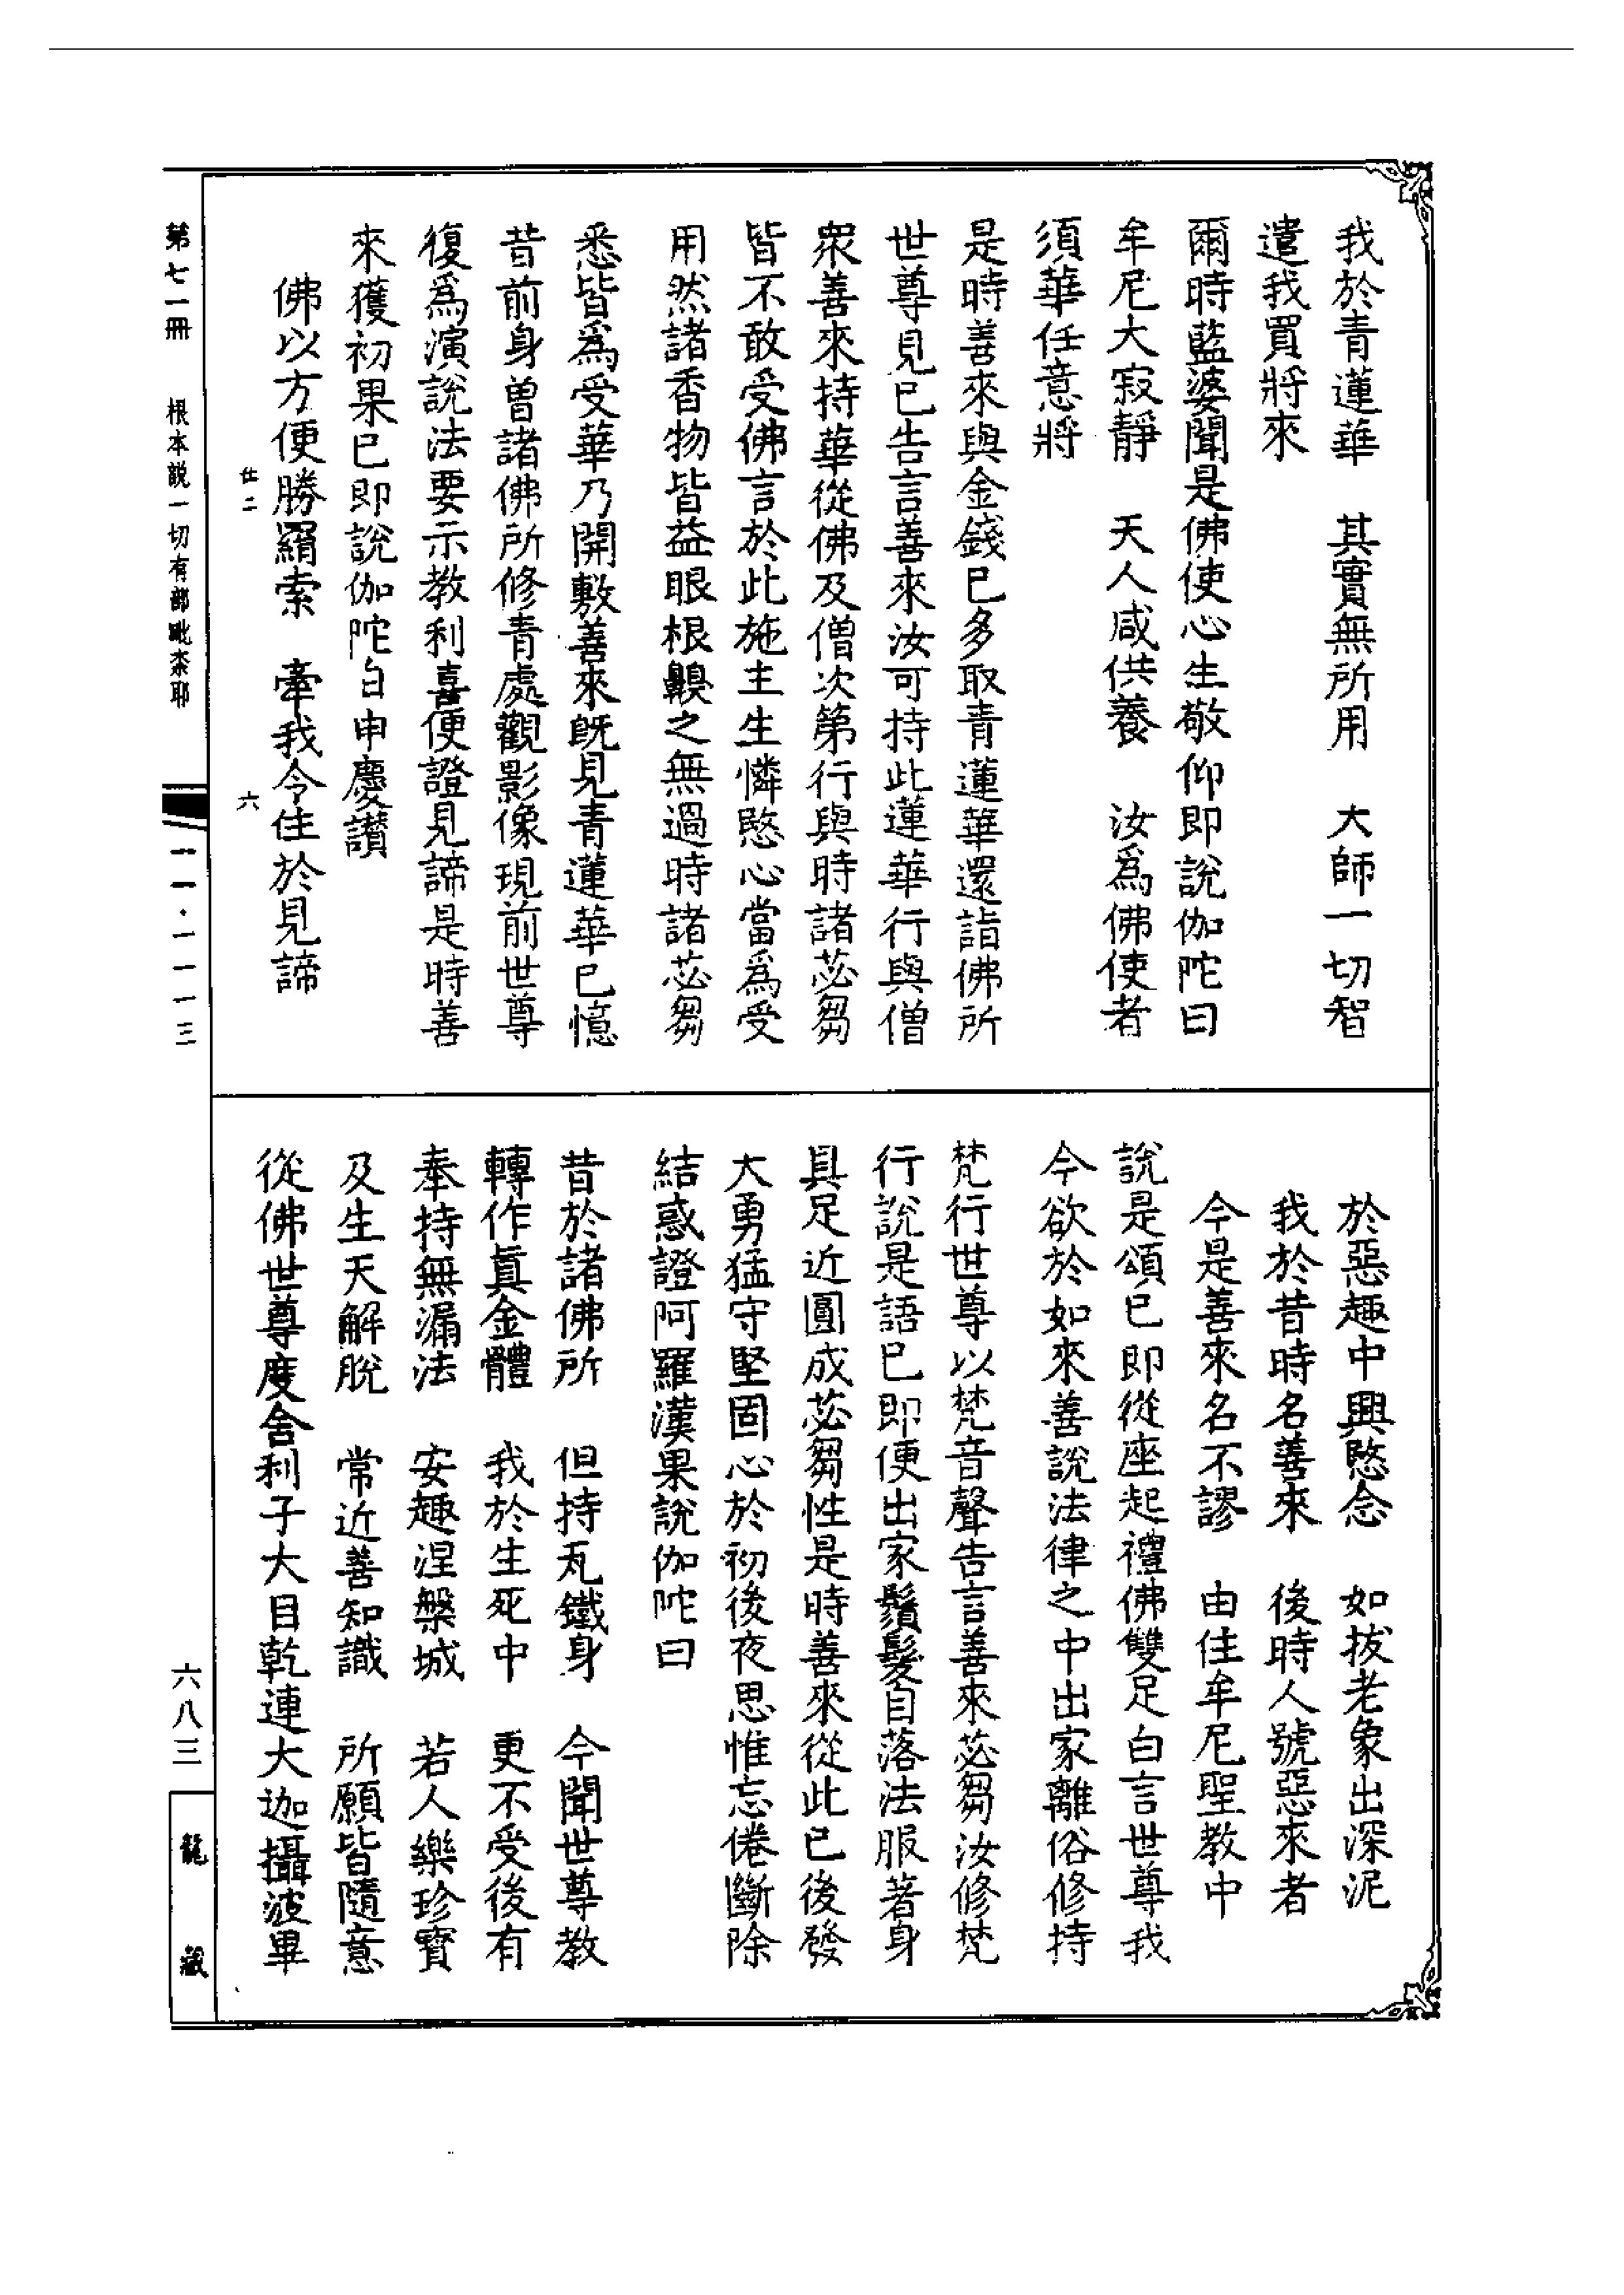 我於青蓮華　其實無所用　大師一切智
遣我買將來
爾時藍婆聞是佛使心生敬仰即說伽陀曰
牟尼大寂靜　天人咸供養　汝爲佛使者
須華任意將
是時善來與金錢已多取青蓮華還詣佛所
世尊見已告言善來汝可持此蓮華行與僧
衆善來持華從佛及僧次第行與時諸苾芻
皆不敢受佛言於此施主生憐愍心當爲受
用然諸香物皆益眼根齅之無過時諸苾芻
悉皆爲受華乃開敷善來既見青蓮華已憶
昔前身曽諸佛所修青處觀影像現前世尊
復爲演說法要示教利喜便證見諦是時善
來獲初果已即說伽陀自申慶讃
佛以方便勝羂索　牽我令住於見諦
於惡趣中興愍念　如拔老象出深泥
我於昔時名善來　後時人號惡來者
今是善來名不謬　由住牟尼聖教中
說是頌已即從座起禮佛雙足白言世尊我
今欲於如來善說法律之中出家離俗修持
梵行世尊以梵音聲告言善來苾芻汝修梵
行說是語已即便出家鬚髮自落法服著身
具足近圓成苾芻性是時善來從此已後發
大勇猛守堅固心於初後夜思惟忘倦斷除
結惑證阿羅漢果說伽陀曰
昔於諸佛所　但持瓦鐵身　今聞世尊教
轉作真金體　我於生死中　更不受後有
奉持無漏法　安趣涅槃城　若人樂珍寶
及生天解脫　常近善知識　所願皆隨意
從佛世尊度舍利子大目乾連大迦攝波畢
仕二
六
第七一冊
根本説一切有部毗柰耶
一一·一一一三
六八三
龍藏